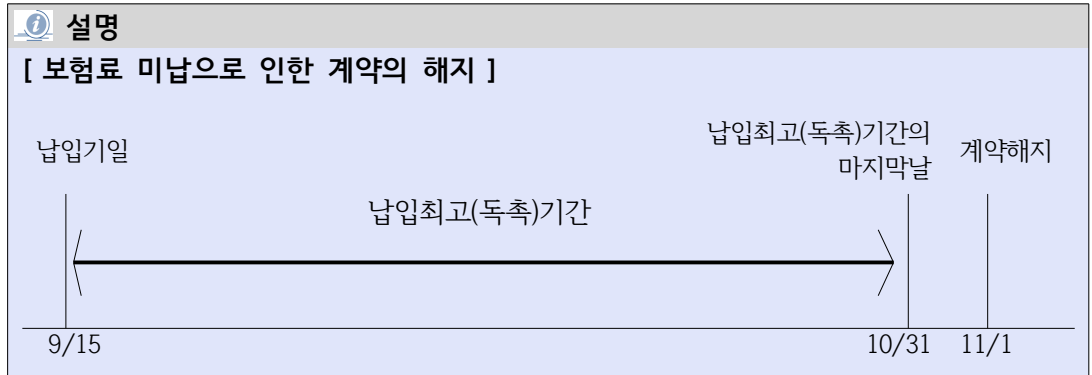 설명
[ 보험료 미납으로 인한 계약의 해지 ]
납입기일
납입최고(독촉)기간의
마지막날
계약해지
납입최고(독촉)기간
9/15
10/31
11/1